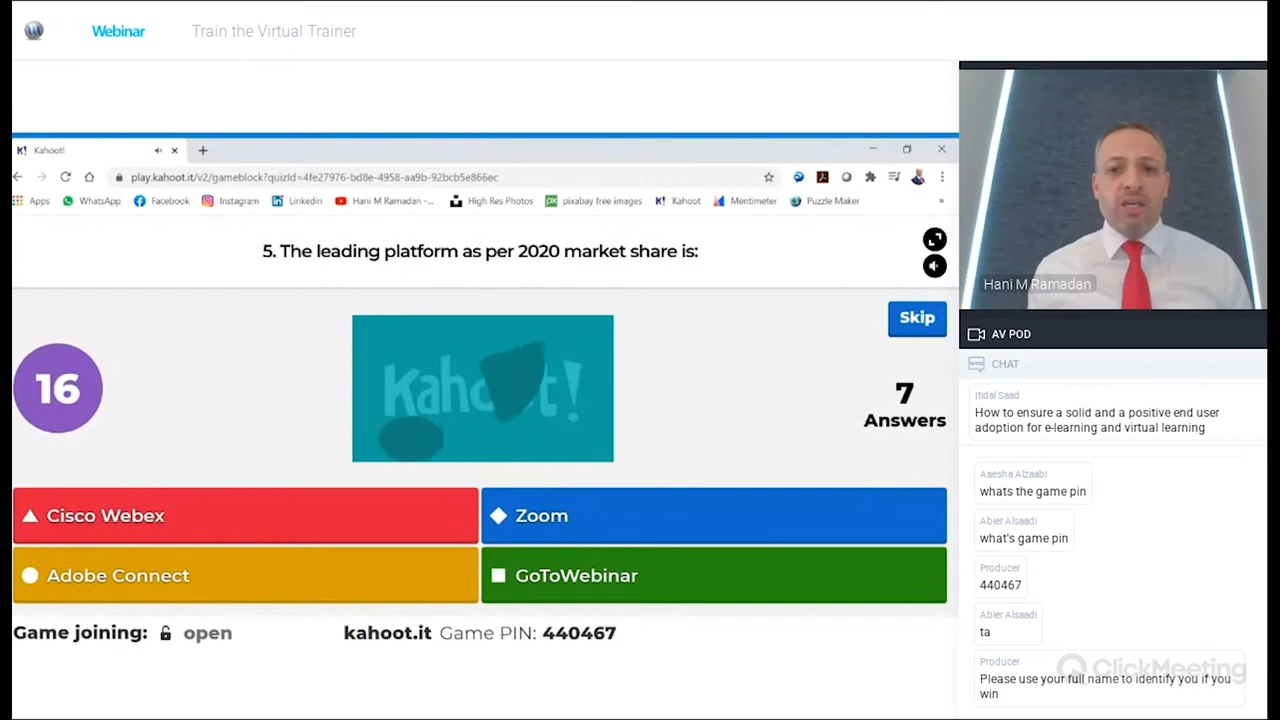 Webinar Train the Virtual Trainer
K! Kahoot!
play.kahoot.it/v2/gameblock?quizId=4fe27976-bd8e-4958-aa9b-92bcb5e866ec
Apps WhatsApp Facebook Instagram Linkedin Hani M Ramadan -... High Res Photos pixabay free images K! Kahoot Mentimeter Puzzle Maker »
5. The leading platform as per 2020 market share is:
Skip
16
Kahoot!
7
Answers
Cisco Webex
Zoom
Adobe Connect
GoToWebinar
Game joining: open kahoot.it Game PIN: 440467
Hani M Ramadan
AV POD
CHAT
Itidal Saad
How to ensure a solid and a positive end user
adoption for e-learning and virtual learning
Aaesha Alzaabi
whats the game pin
Abier Alsaadi
what's game pin
Producer
440467
Abier Alsaadi
ta
Producer
Please use your full name to identify you if you
win
ClickMeeting